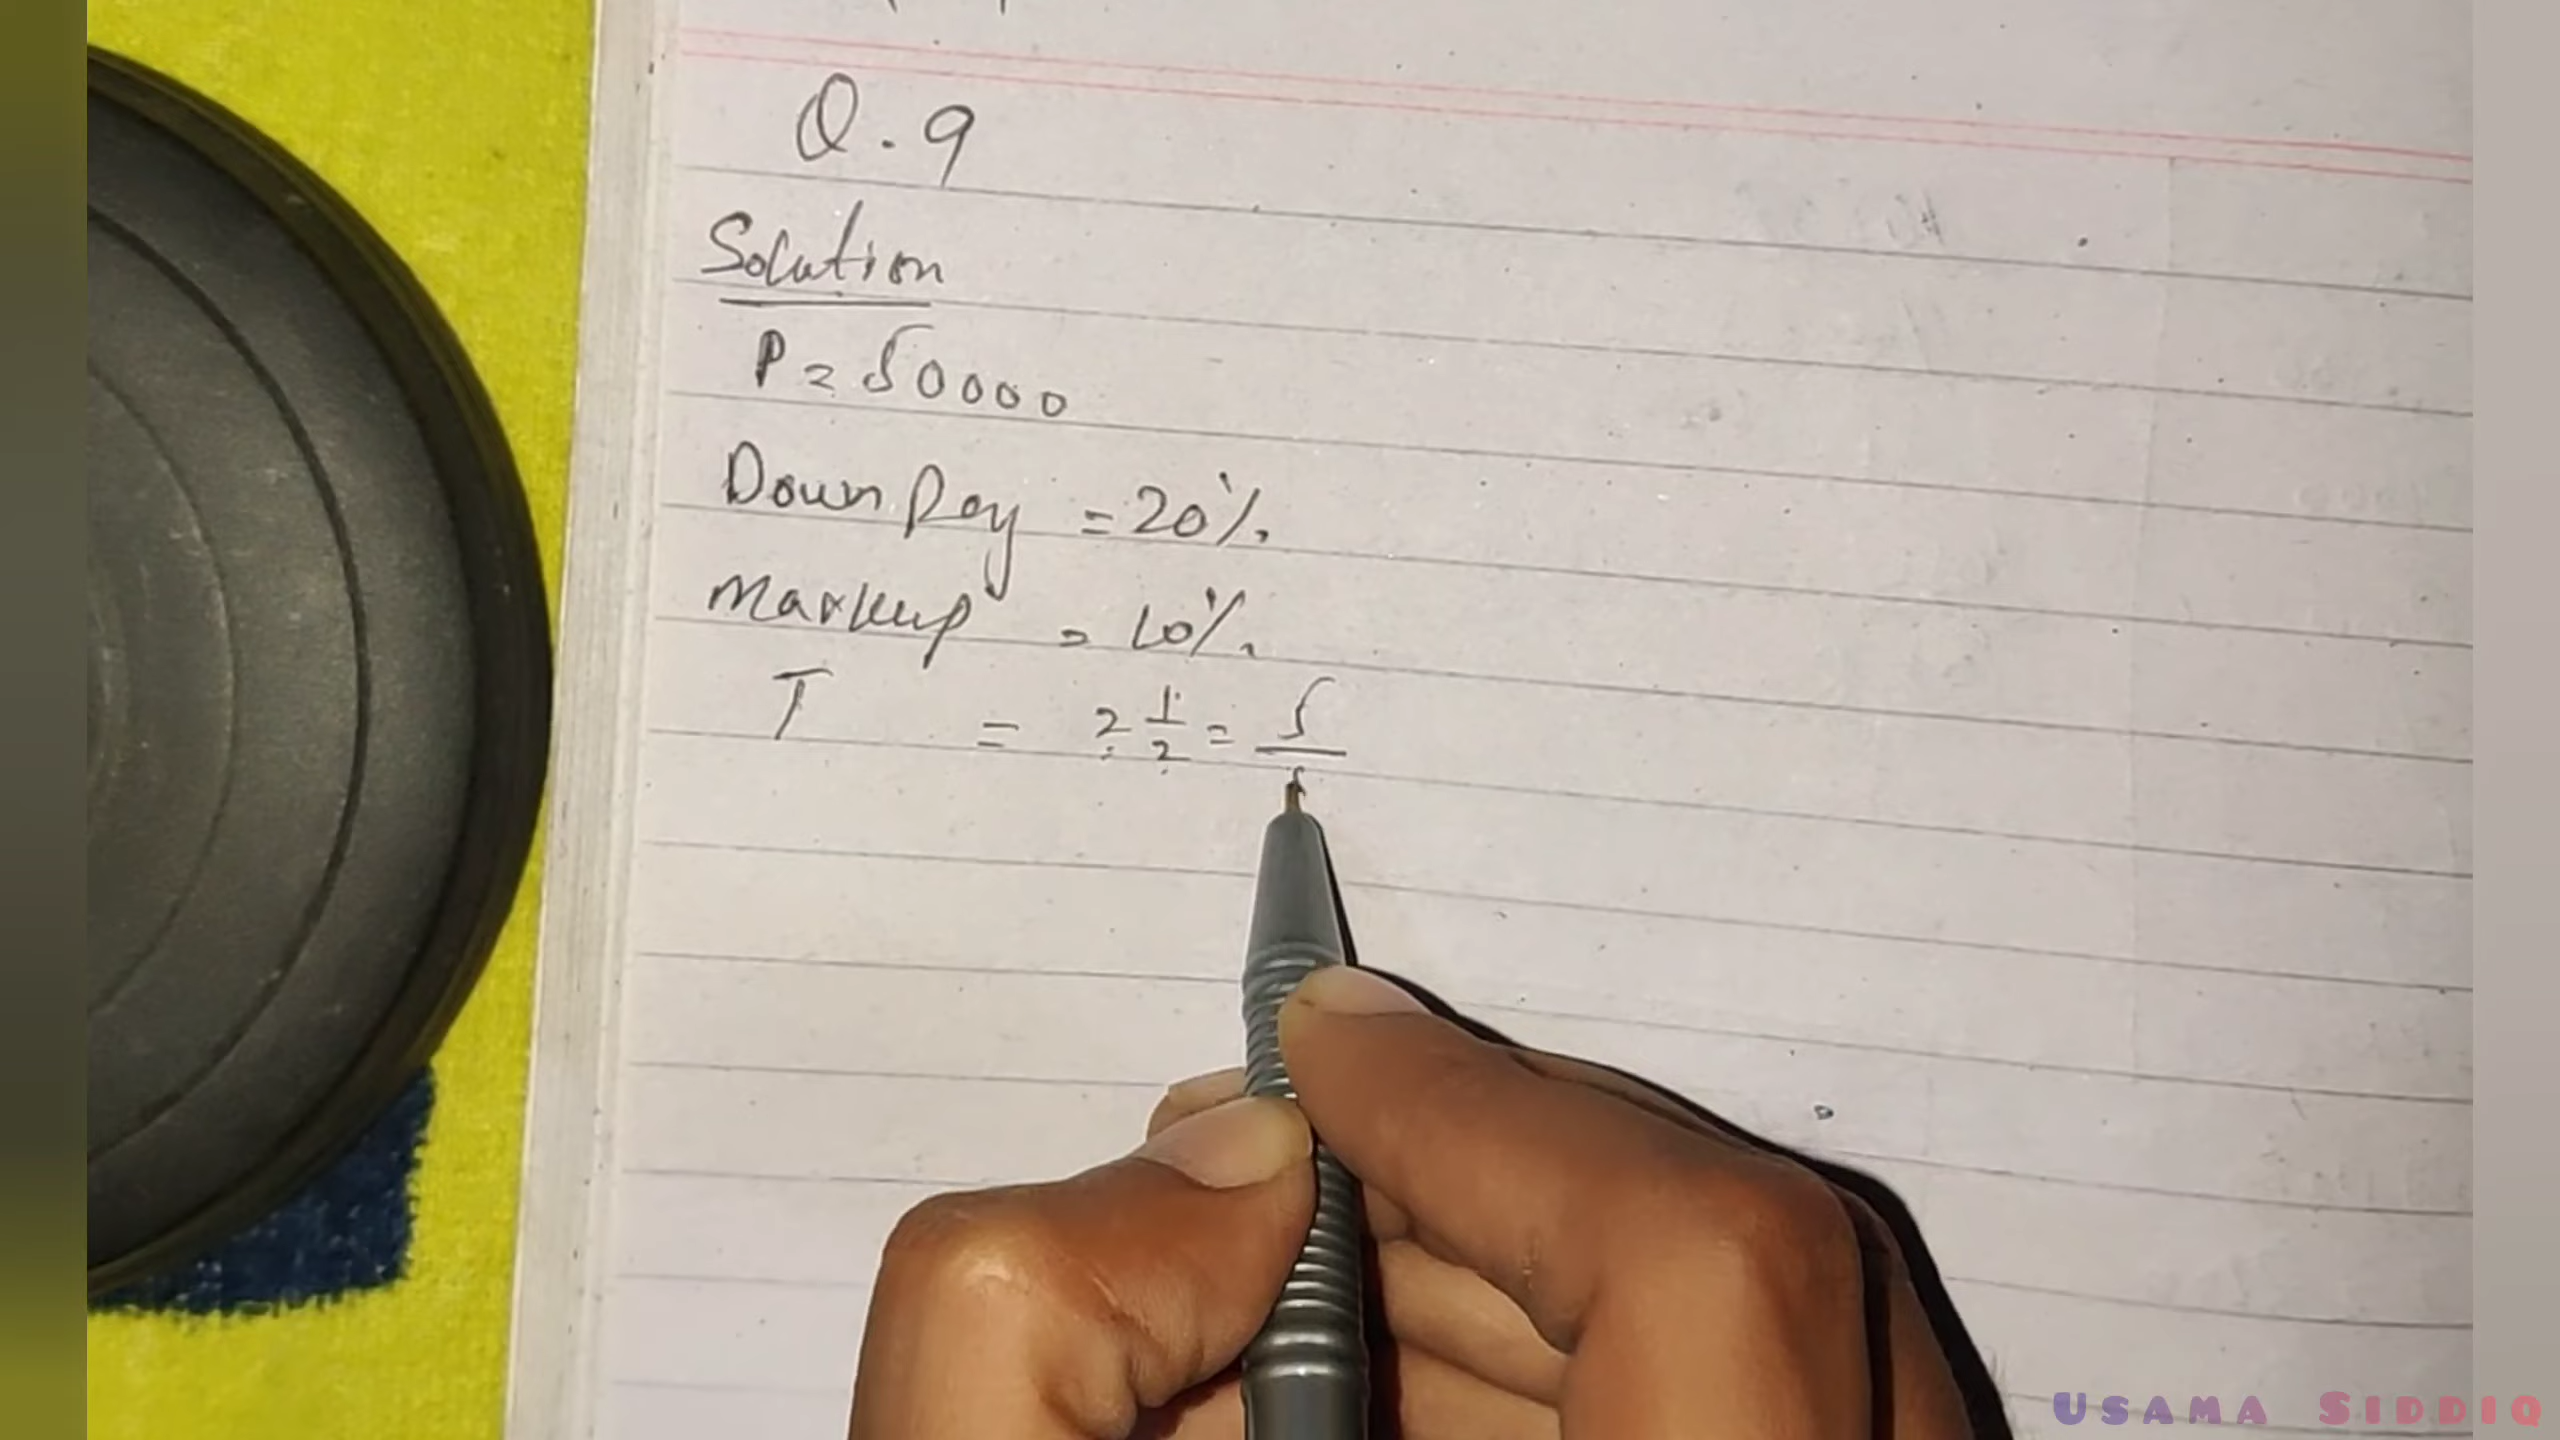 Q.9
Solution
P = 50000
Down Pay = 20%.
Markup = 10%.
T = 2 1/2 = 5/
USAMA SIDDIQ